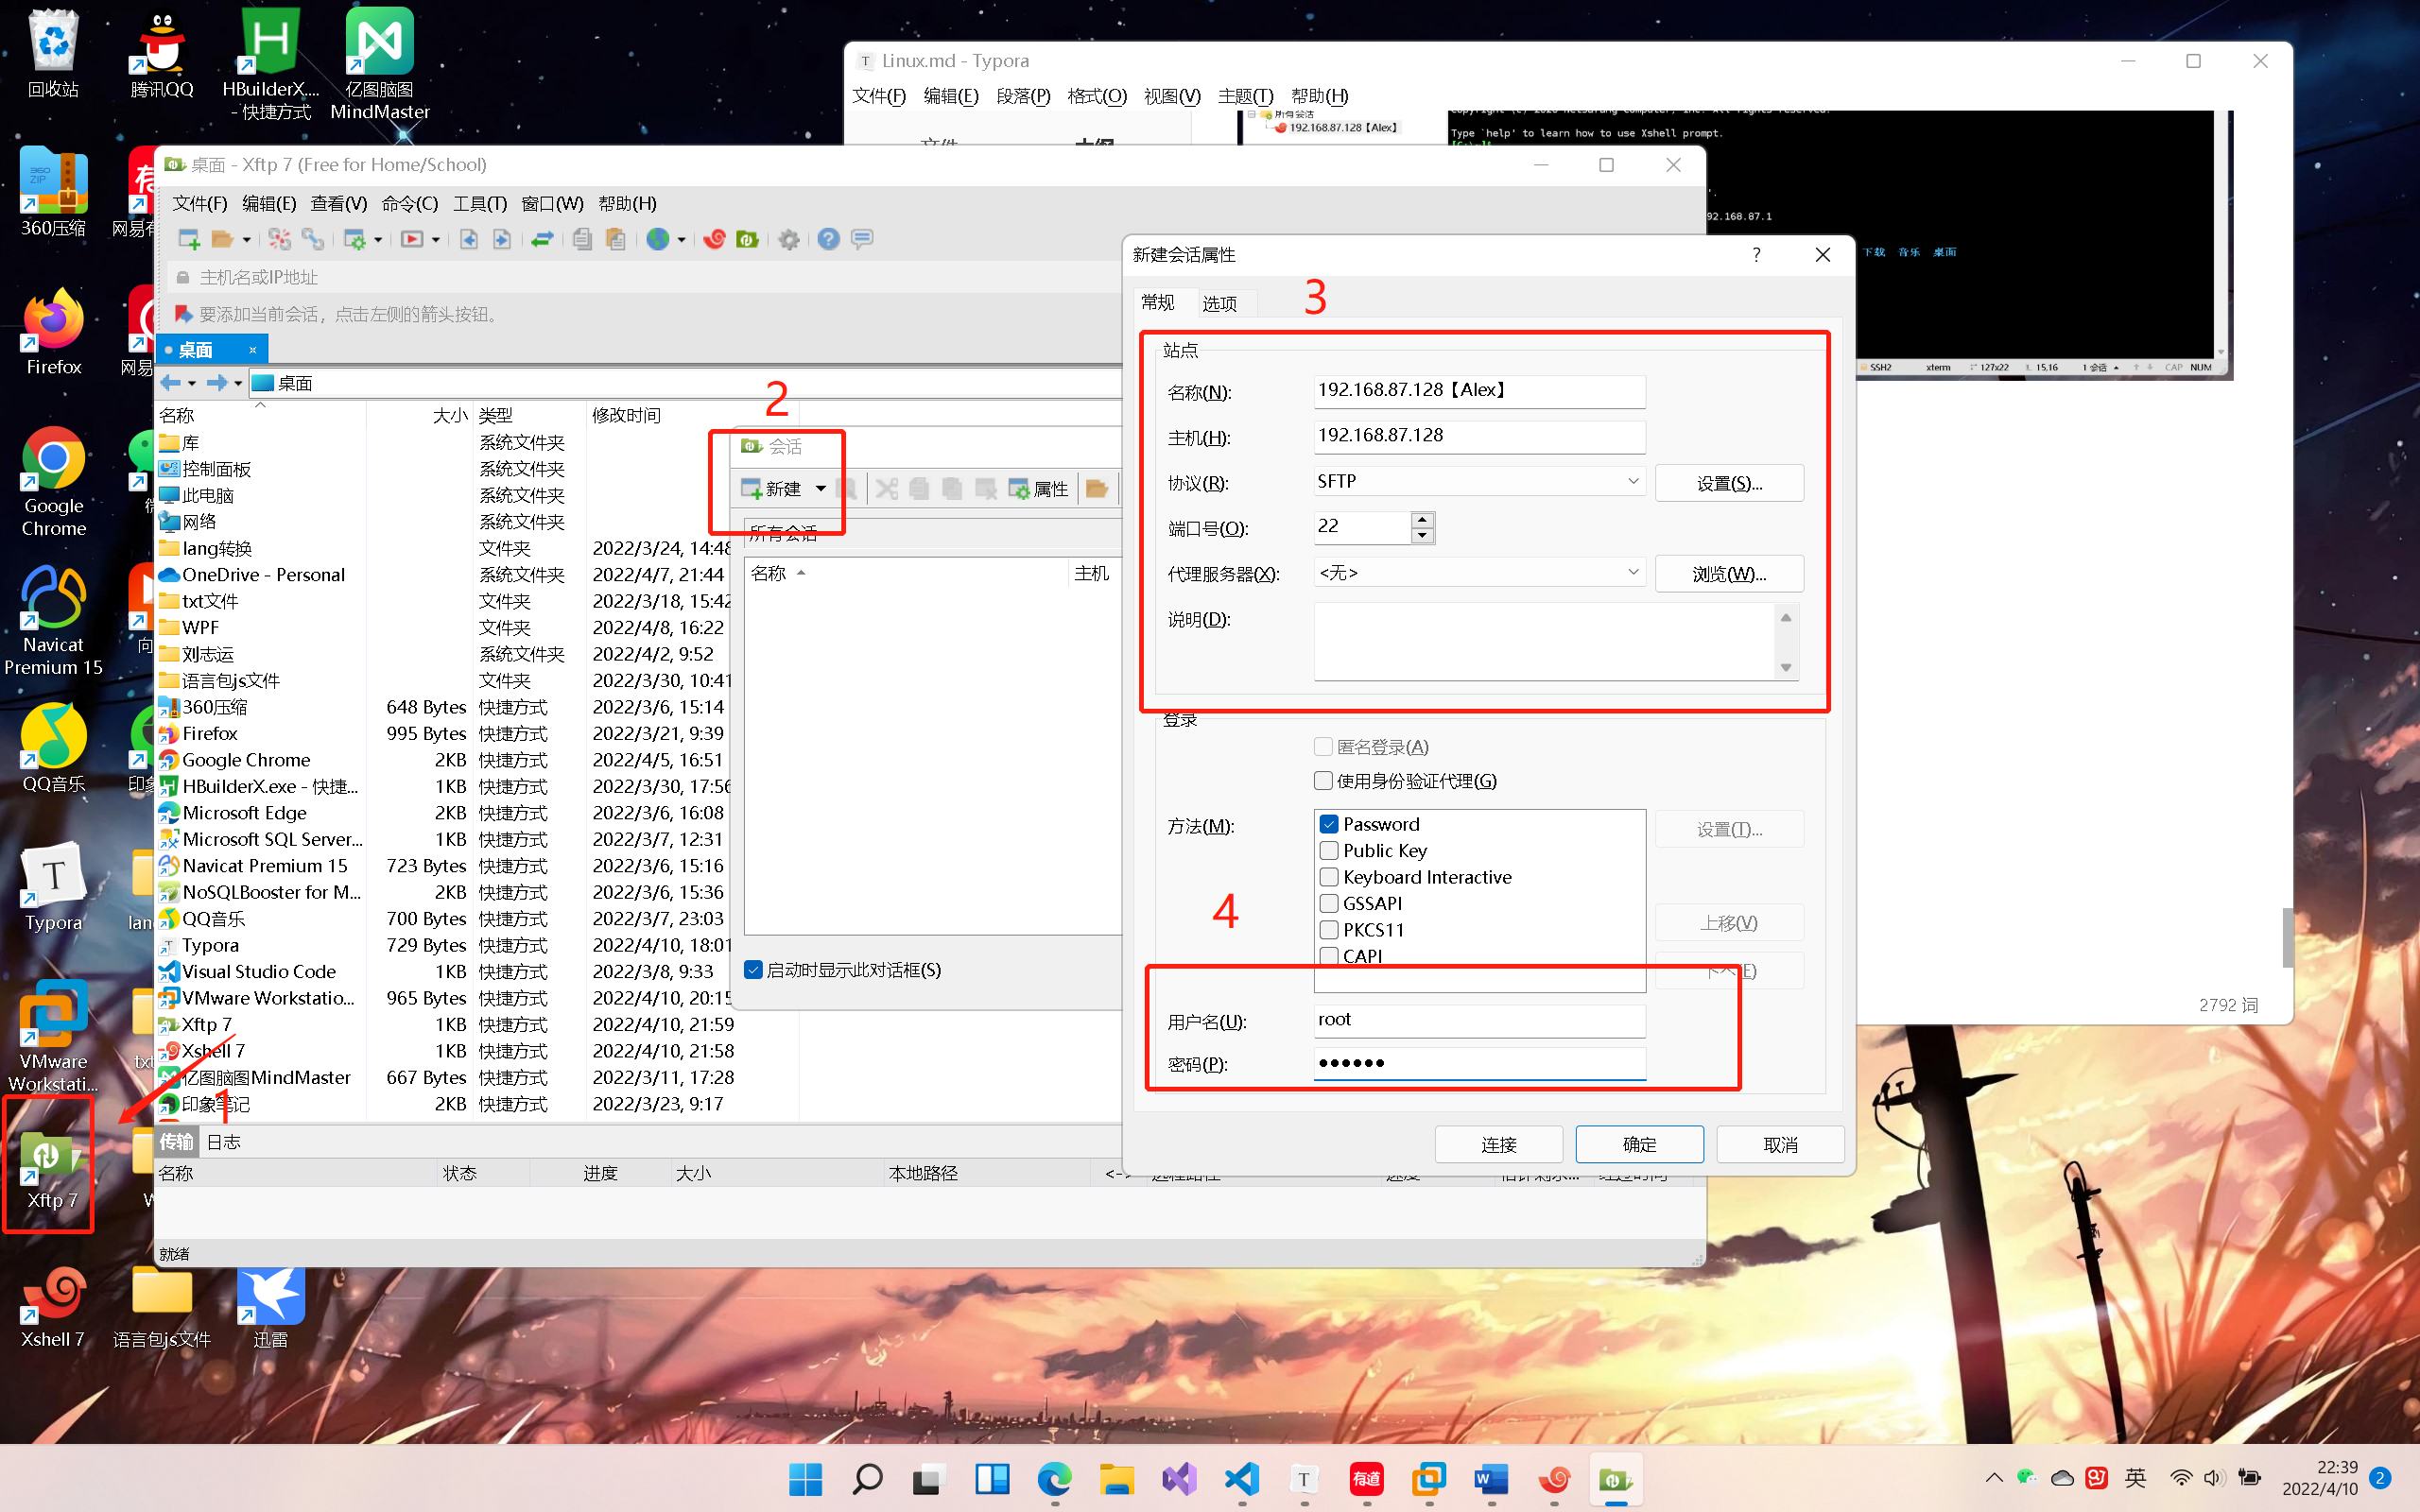 回收站
腾讯QQ
HBuilderX....
- 快捷方式
亿图脑图
MindMaster
360压缩
Firefox
Google
Chrome
Navicat
Premium 15
QQ音乐
Typora
VMware
Workstati...
Xftp 7
Xshell 7
语言包js文件
迅雷
Linux.md - Typora
文件(F) 编辑(E) 段落(P) 格式(O) 视图(V) 主题(T) 帮助(H)
所有会话
192.168.87.128【Alex】
Type `help' to learn how to use Xshell prompt.
下载 音乐 桌面
SSH2 xterm 127x22 15,16 1 会话 CAP NUM
2792 词
桌面 - Xftp 7 (Free for Home/School)
文件(F) 编辑(E) 查看(V) 命令(C) 工具(T) 窗口(W) 帮助(H)
主机名或IP地址
要添加当前会话，点击左侧的箭头按钮。
桌面
桌面
名称 大小 类型 修改时间
库 系统文件夹
控制面板 系统文件夹
此电脑 系统文件夹
网络 系统文件夹
lang转换 文件夹 2022/3/24, 14:48
OneDrive - Personal 系统文件夹 2022/4/7, 21:44
txt文件 文件夹 2022/3/18, 15:42
WPF 文件夹 2022/4/8, 16:22
刘志运 系统文件夹 2022/4/2, 9:52
语言包js文件 文件夹 2022/3/30, 10:41
360压缩 648 Bytes 快捷方式 2022/3/6, 15:14
Firefox 995 Bytes 快捷方式 2022/3/21, 9:39
Google Chrome 2KB 快捷方式 2022/4/5, 16:51
HBuilderX.exe - 快捷... 1KB 快捷方式 2022/3/30, 17:56
Microsoft Edge 2KB 快捷方式 2022/3/6, 16:08
Microsoft SQL Server... 1KB 快捷方式 2022/3/7, 12:31
Navicat Premium 15 723 Bytes 快捷方式 2022/3/6, 15:16
NoSQLBooster for M... 2KB 快捷方式 2022/3/6, 15:36
QQ音乐 700 Bytes 快捷方式 2022/3/7, 23:03
Typora 729 Bytes 快捷方式 2022/4/10, 18:01
Visual Studio Code 1KB 快捷方式 2022/3/8, 9:33
VMware Workstatio... 965 Bytes 快捷方式 2022/4/10, 20:15
Xftp 7 1KB 快捷方式 2022/4/10, 21:59
Xshell 7 1KB 快捷方式 2022/4/10, 21:58
亿图脑图MindMaster 667 Bytes 快捷方式 2022/3/11, 17:28
印象笔记 2KB 快捷方式 2022/3/23, 9:17
1
传输 日志
名称 状态 进度 大小 本地路径 <->
就绪
2
会话
新建 属性
所有会话
名称 主机
启动时显示此对话框(S)
新建会话属性
常规 选项
3
站点
名称(N): 192.168.87.128【Alex】
主机(H): 192.168.87.128
协议(R): SFTP 设置(S)...
端口号(O): 22
代理服务器(X): <无> 浏览(W)...
说明(D):
登录
匿名登录(A)
使用身份验证代理(G)
方法(M):
Password 设置(T)...
Public Key
Keyboard Interactive
GSSAPI
PKCS11 上移(V)
CAPI
4
用户名(U): root
密码(P): ●●●●●●
连接 确定 取消
有道
英
22:39
2022/4/10
2